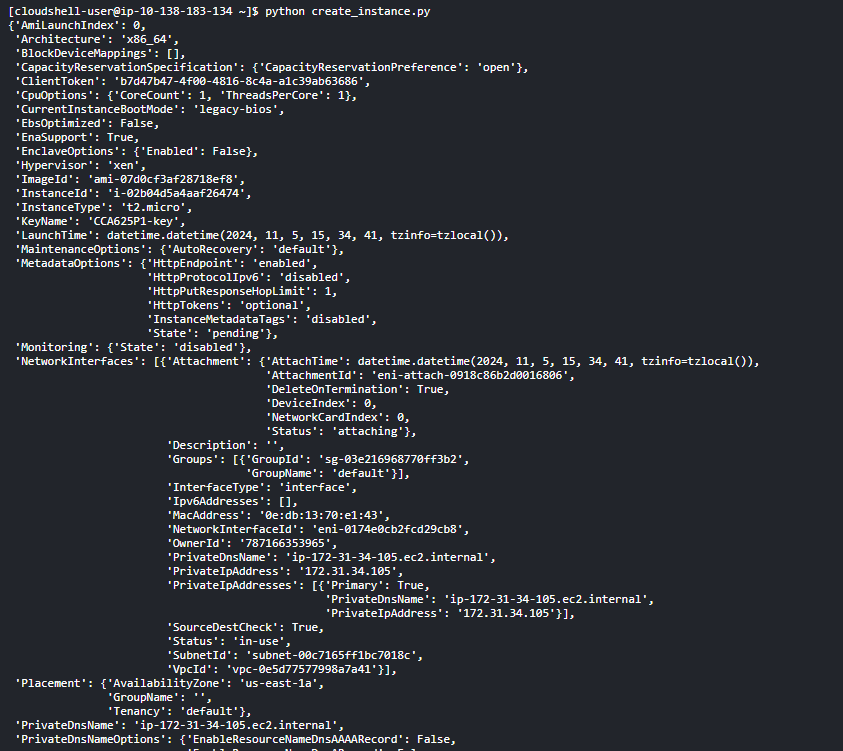 [cloudshell-user@ip-10-138-183-134 ~]$ python create_instance.py
{'AmiLaunchIndex': 0,
 'Architecture': 'x86_64',
 'BlockDeviceMappings': [],
 'CapacityReservationSpecification': {'CapacityReservationPreference': 'open'},
 'ClientToken': 'b7d47b47-4f00-4816-8c4a-a1c39ab63686',
 'CpuOptions': {'CoreCount': 1, 'ThreadsPerCore': 1},
 'CurrentInstanceBootMode': 'legacy-bios',
 'EbsOptimized': False,
 'EnaSupport': True,
 'EnclaveOptions': {'Enabled': False},
 'Hypervisor': 'xen',
 'ImageId': 'ami-07d0cf3af28718ef8',
 'InstanceId': 'i-02b04d5a4aaf26474',
 'InstanceType': 't2.micro',
 'KeyName': 'CCA625P1-key',
 'LaunchTime': datetime.datetime(2024, 11, 5, 15, 34, 41, tzinfo=tzlocal()),
 'MaintenanceOptions': {'AutoRecovery': 'default'},
 'MetadataOptions': {'HttpEndpoint': 'enabled',
                     'HttpProtocolIpv6': 'disabled',
                     'HttpPutResponseHopLimit': 1,
                     'HttpTokens': 'optional',
                     'InstanceMetadataTags': 'disabled',
                     'State': 'pending'},
 'Monitoring': {'State': 'disabled'},
 'NetworkInterfaces': [{'Attachment': {'AttachTime': datetime.datetime(2024, 11, 5, 15, 34, 41, tzinfo=tzlocal()),
                                       'AttachmentId': 'eni-attach-0918c86b2d0016806',
                                       'DeleteOnTermination': True,
                                       'DeviceIndex': 0,
                                       'NetworkCardIndex': 0,
                                       'Status': 'attaching'},
                        'Description': '',
                        'Groups': [{'GroupId': 'sg-03e216968770ff3b2',
                                    'GroupName': 'default'}],
                        'InterfaceType': 'interface',
                        'Ipv6Addresses': [],
                        'MacAddress': '0e:db:13:70:e1:43',
                        'NetworkInterfaceId': 'eni-0174e0cb2fcd29cb8',
                        'OwnerId': '787166353965',
                        'PrivateDnsName': 'ip-172-31-34-105.ec2.internal',
                        'PrivateIpAddress': '172.31.34.105',
                        'PrivateIpAddresses': [{'Primary': True,
                                                'PrivateDnsName': 'ip-172-31-34-105.ec2.internal',
                                                'PrivateIpAddress': '172.31.34.105'}],
                        'SourceDestCheck': True,
                        'Status': 'in-use',
                        'SubnetId': 'subnet-00c7165ff1bc7018c',
                        'VpcId': 'vpc-0e5d77577998a7a41'}],
 'Placement': {'AvailabilityZone': 'us-east-1a',
               'GroupName': '',
               'Tenancy': 'default'},
 'PrivateDnsName': 'ip-172-31-34-105.ec2.internal',
 'PrivateDnsNameOptions': {'EnableResourceNameDnsAAAARecord': False,